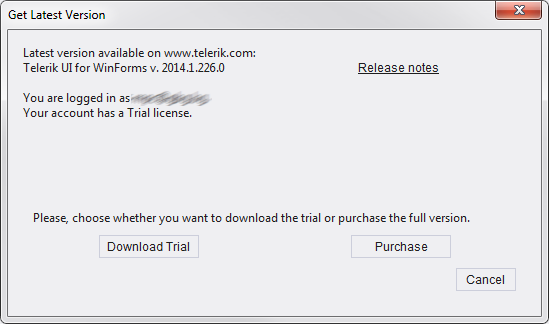 Get Latest Version
Latest version available on www.telerik.com:
Telerik UI for WinForms v. 2014.1.226.0
Release notes
You are logged in as
Your account has a Trial license.
Please, choose whether you want to download the trial or purchase the full version.
Download Trial
Purchase
Cancel